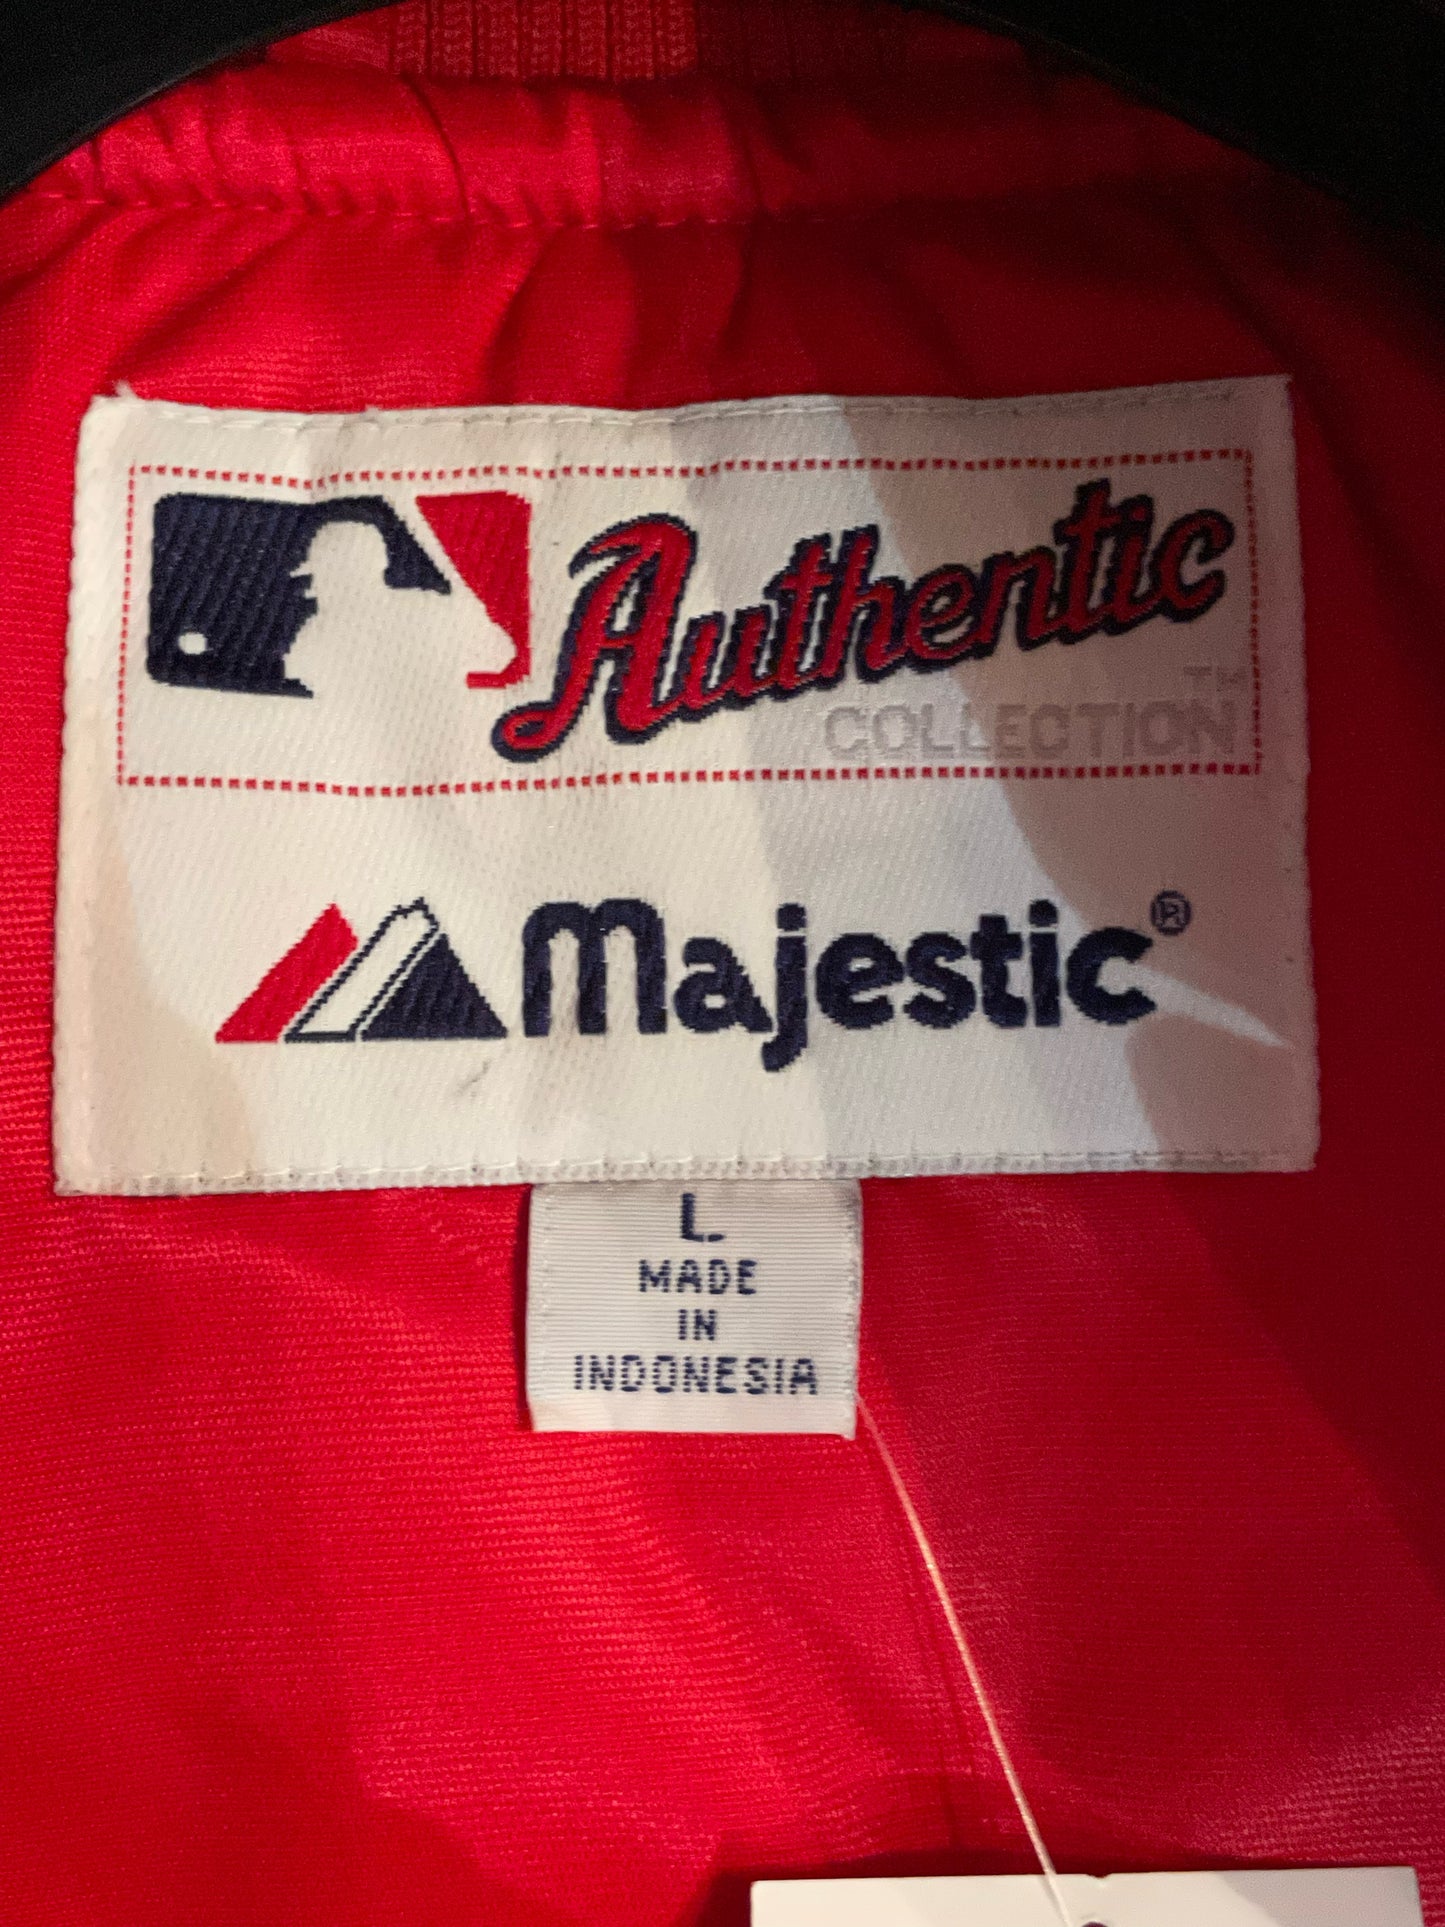 Authentic
TM
COLLECTION
Majestic®
L
MADE
IN
INDONESIA